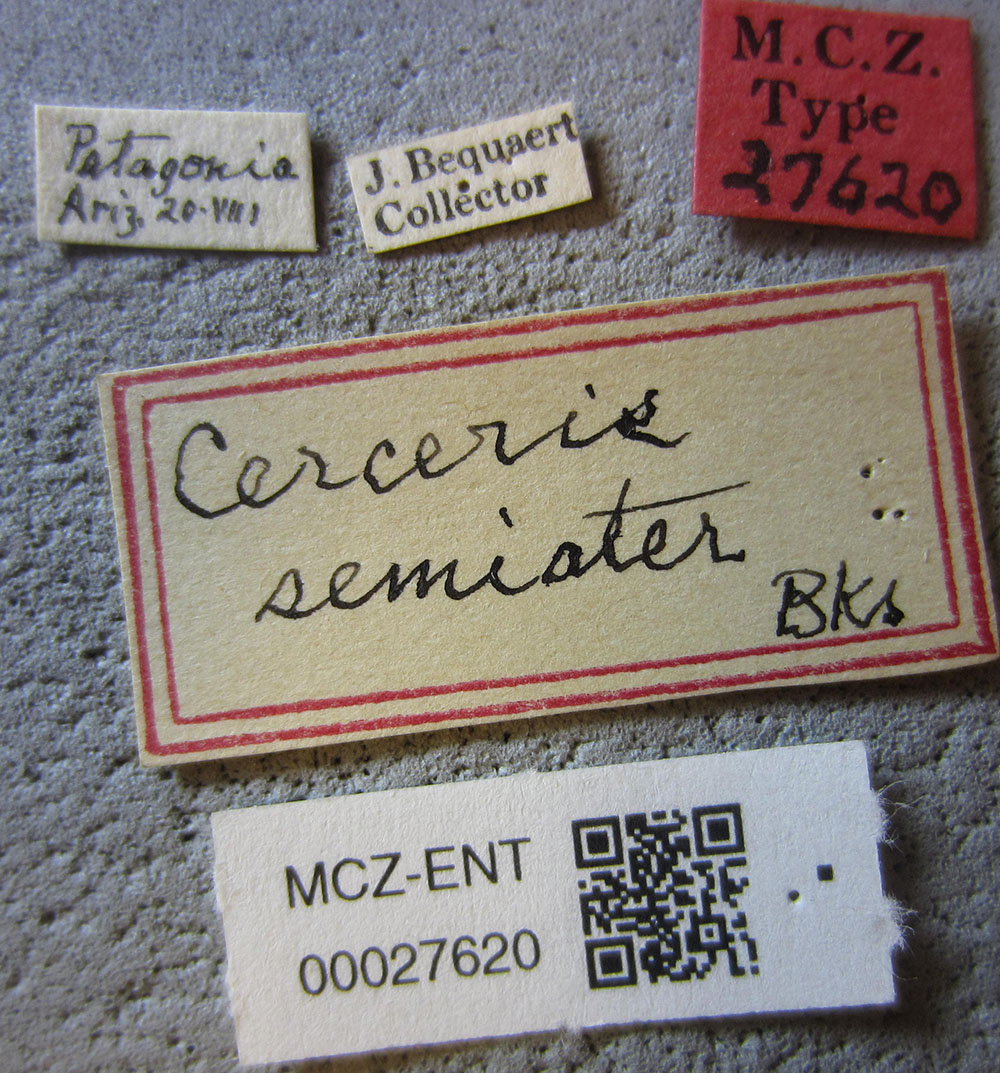 Patagonia
Ariz. 20-VIII
J. Bequaert
Collector
M.C.Z.
Type
27620
Cerceris
semiater
BKs
MCZ-ENT
00027620